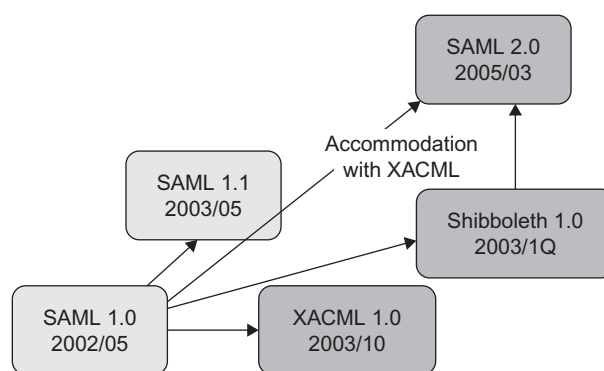 SAML 2.0
2005/03
Accommodation
with XACML
SAML 1.1
2003/05
Shibboleth 1.0
2003/1Q
SAML 1.0
2002/05
XACML 1.0
2003/10